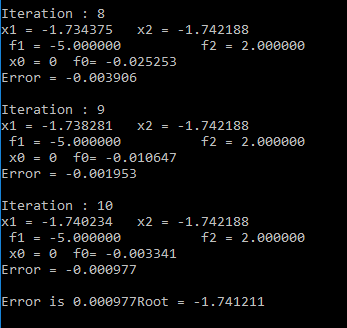 Iteration : 8
x1 = -1.734375   x2 = -1.742188
 f1 = -5.000000          f2 = 2.000000
 x0 = 0  f0= -0.025253
Error = -0.003906
Iteration : 9
x1 = -1.738281   x2 = -1.742188
 f1 = -5.000000          f2 = 2.000000
 x0 = 0  f0= -0.010647
Error = -0.001953
Iteration : 10
x1 = -1.740234   x2 = -1.742188
 f1 = -5.000000          f2 = 2.000000
 x0 = 0  f0= -0.003341
Error = -0.000977
Error is 0.000977Root = -1.741211